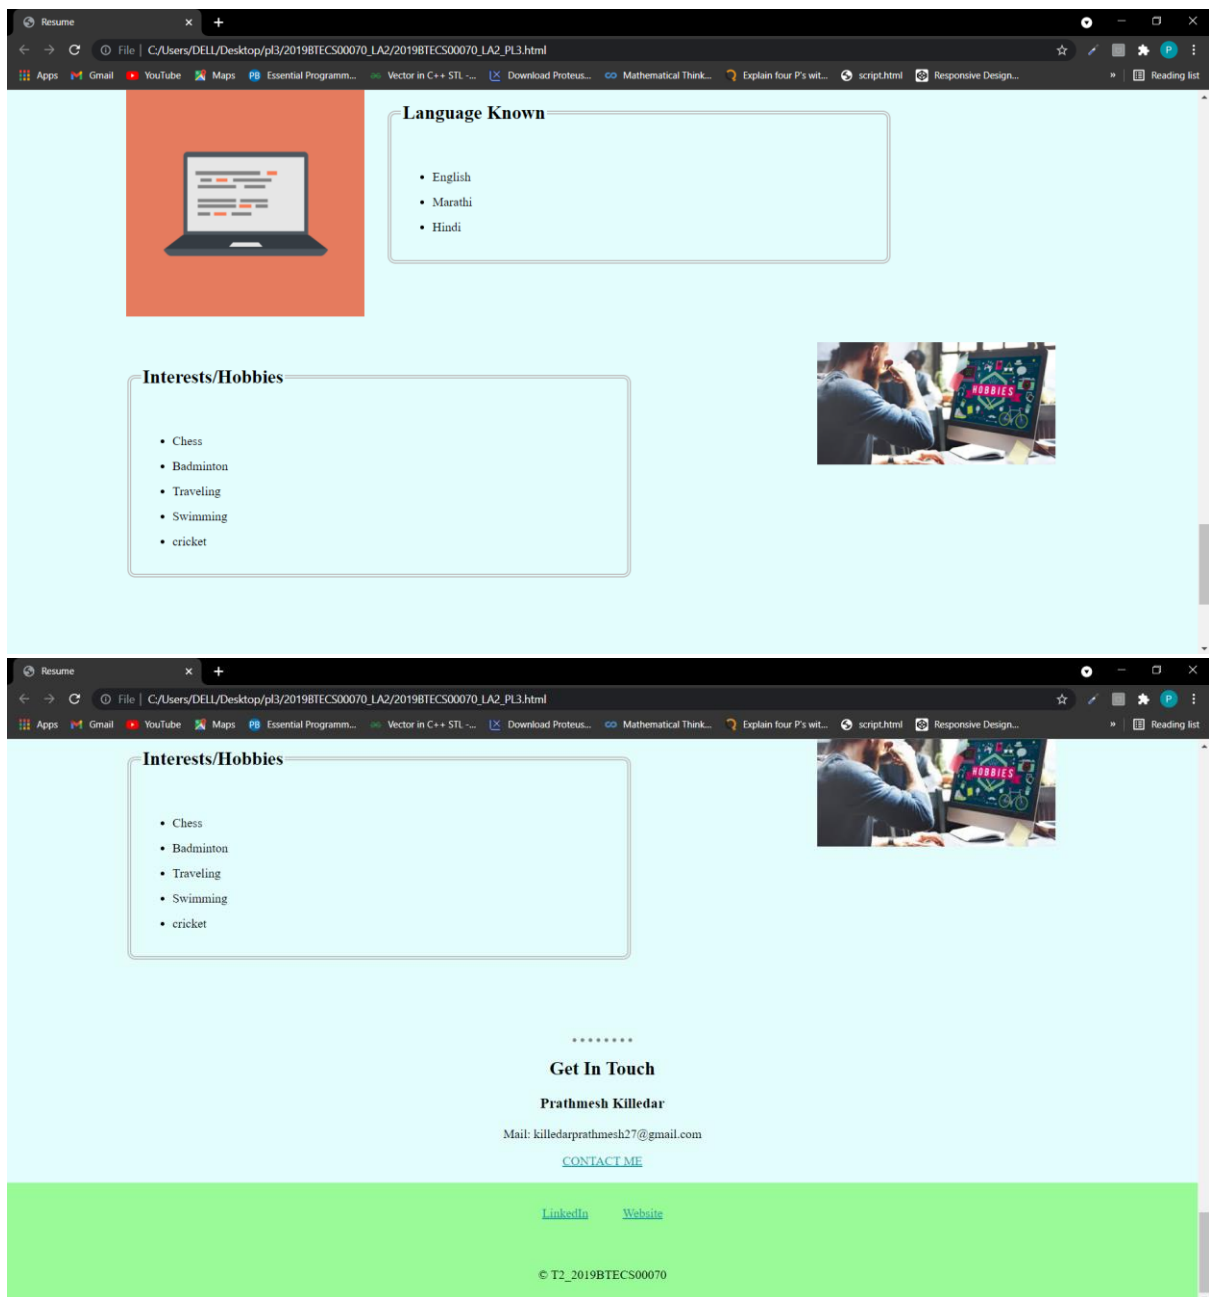 Resume
File | C:/Users/DELL/Desktop/pl3/2019BTECS00070_LA2/2019BTECS00070_LA2_PL3.html
Apps Gmail YouTube Maps PB Essential Programm... Vector in C++ STL -... Download Proteus... Mathematical Think... Explain four P's wit... script.html Responsive Design... » Reading list
Language Known
• English
• Marathi
• Hindi
HOBBIES
Interests/Hobbies
• Chess
• Badminton
• Traveling
• Swimming
• cricket
Resume
File | C:/Users/DELL/Desktop/pl3/2019BTECS00070_LA2/2019BTECS00070_LA2_PL3.html
Apps Gmail YouTube Maps PB Essential Programm... Vector in C++ STL -... Download Proteus... Mathematical Think... Explain four P's wit... script.html Responsive Design... » Reading list
Interests/Hobbies
HOBBIES
• Chess
• Badminton
• Traveling
• Swimming
• cricket
Get In Touch
Prathmesh Killedar
Mail: killedarprathmesh27@gmail.com
CONTACT ME
LinkedIn Website
© T2_2019BTECS00070